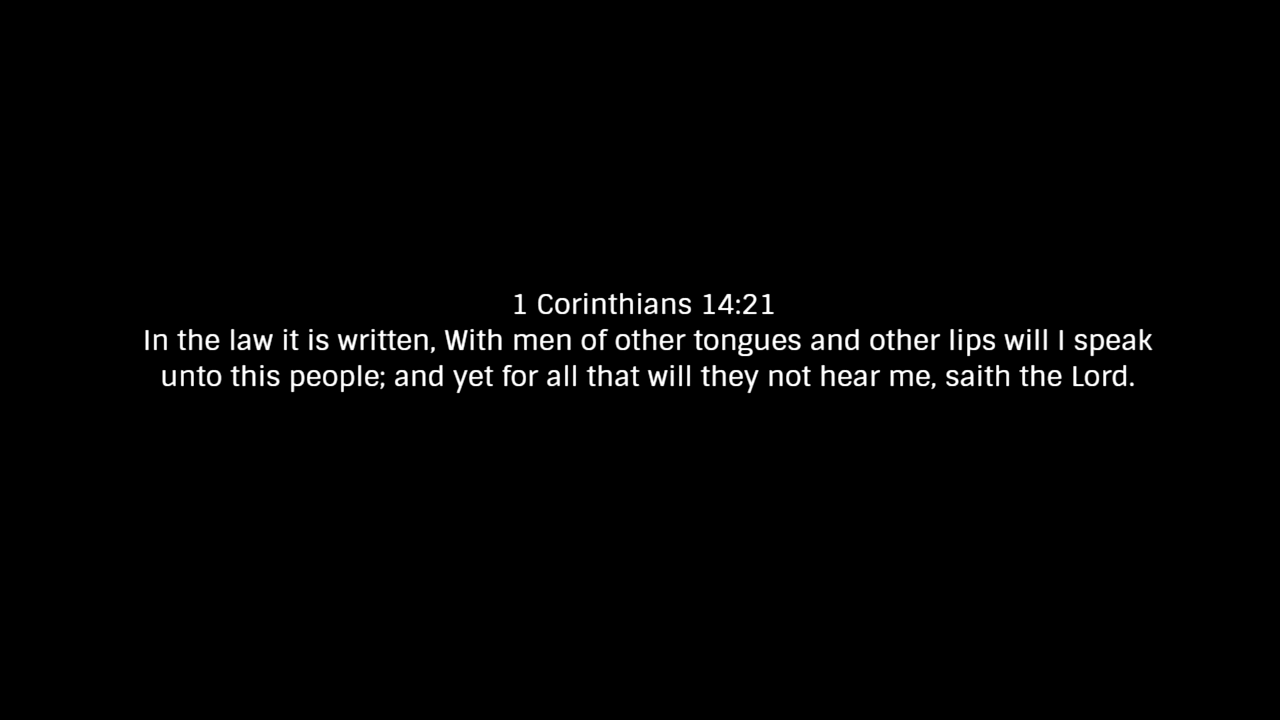 1 Corinthians 14:21
In the law it is written, With men of other tongues and other lips will I speak
unto this people; and yet for all that will they not hear me, saith the Lord.